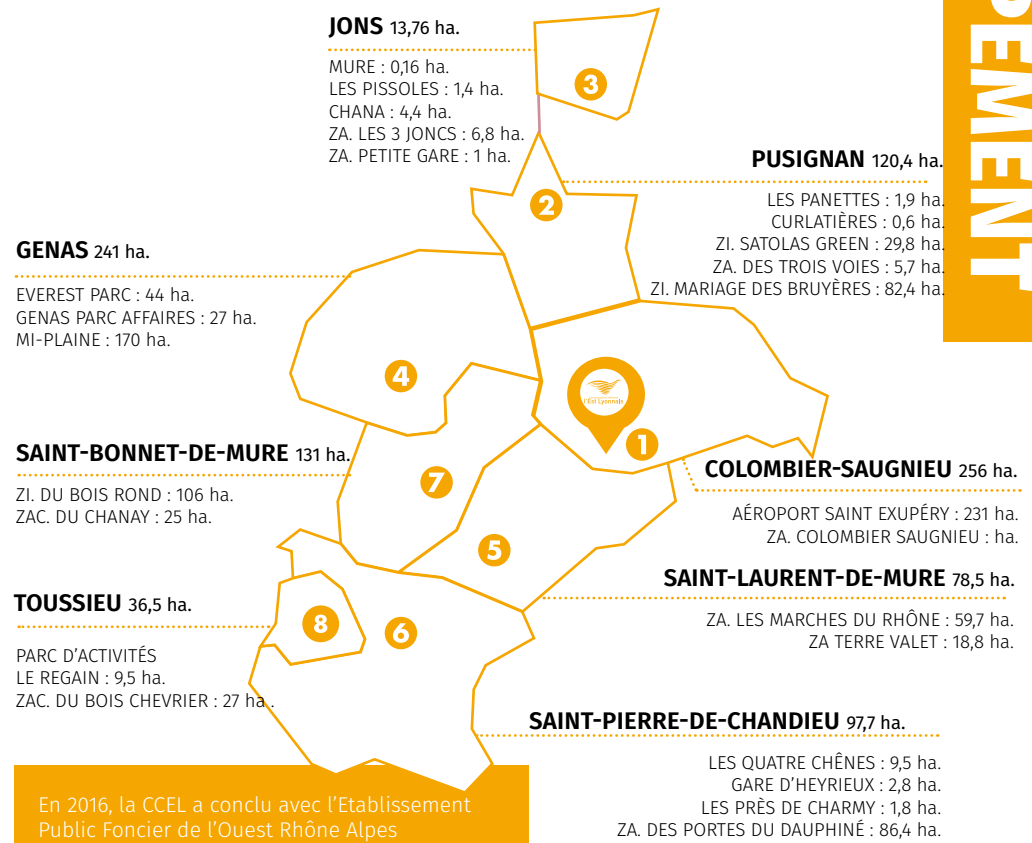 PEMENT
JONS 13,76 ha.
MURE : 0,16 ha.
LES PISSOLES : 1,4 ha.
CHANA : 4,4 ha.
ZA. LES 3 JONCS : 6,8 ha.
ZA. PETITE GARE : 1 ha.
3
PUSIGNAN 120,4 ha.
LES PANETTES : 1,9 ha.
CURLATIÈRES : 0,6 ha.
ZI. SATOLAS GREEN : 29,8 ha.
ZA. DES TROIS VOIES : 5,7 ha.
ZI. MARIAGE DES BRUYÈRES : 82,4 ha.
2
GENAS 241 ha.
EVEREST PARC : 44 ha.
GENAS PARC AFFAIRES : 27 ha.
MI-PLAINE : 170 ha.
4
l'Est Lyonnais
1
SAINT-BONNET-DE-MURE 131 ha.
ZI. DU BOIS ROND : 106 ha.
ZAC. DU CHANAY : 25 ha.
7
COLOMBIER-SAUGNIEU 256 ha.
AÉROPORT SAINT EXUPÉRY : 231 ha.
ZA. COLOMBIER SAUGNIEU : ha.
5
SAINT-LAURENT-DE-MURE 78,5 ha.
ZA. LES MARCHES DU RHÔNE : 59,7 ha.
ZA TERRE VALET : 18,8 ha.
TOUSSIEU 36,5 ha.
PARC D'ACTIVITÉS
LE REGAIN : 9,5 ha.
ZAC. DU BOIS CHEVRIER : 27 ha .
8
6
SAINT-PIERRE-DE-CHANDIEU 97,7 ha.
LES QUATRE CHÊNES : 9,5 ha.
GARE D'HEYRIEUX : 2,8 ha.
LES PRÈS DE CHARMY : 1,8 ha.
ZA. DES PORTES DU DAUPHINÉ : 86,4 ha.
En 2016, la CCEL a conclu avec l'Etablissement
Public Foncier de l'Ouest Rhône Alpes